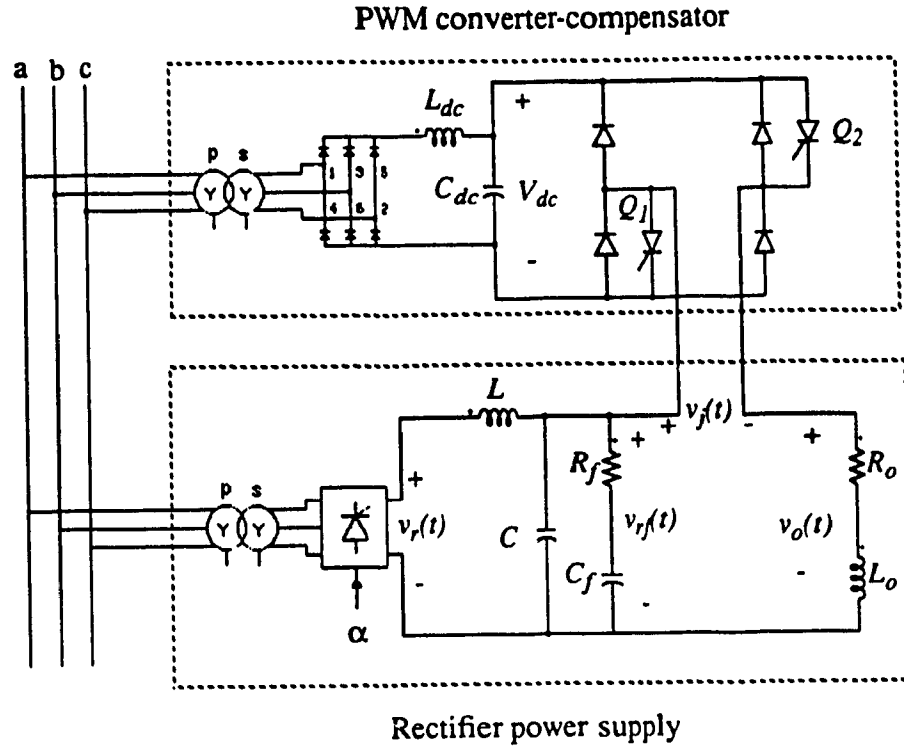 PWM converter-compensator
a b c
L_dc
+
Q_2
p s
Y Y
1 3 5
4 6 2
C_dc
V_dc
Q_1
-
L
+ v_j(t) -
+
+
+
R_f
R_o
p s
Y Y
v_r(t)
C
v_rf(t)
v_o(t)
C_f
-
-
-
L_o
α
Rectifier power supply